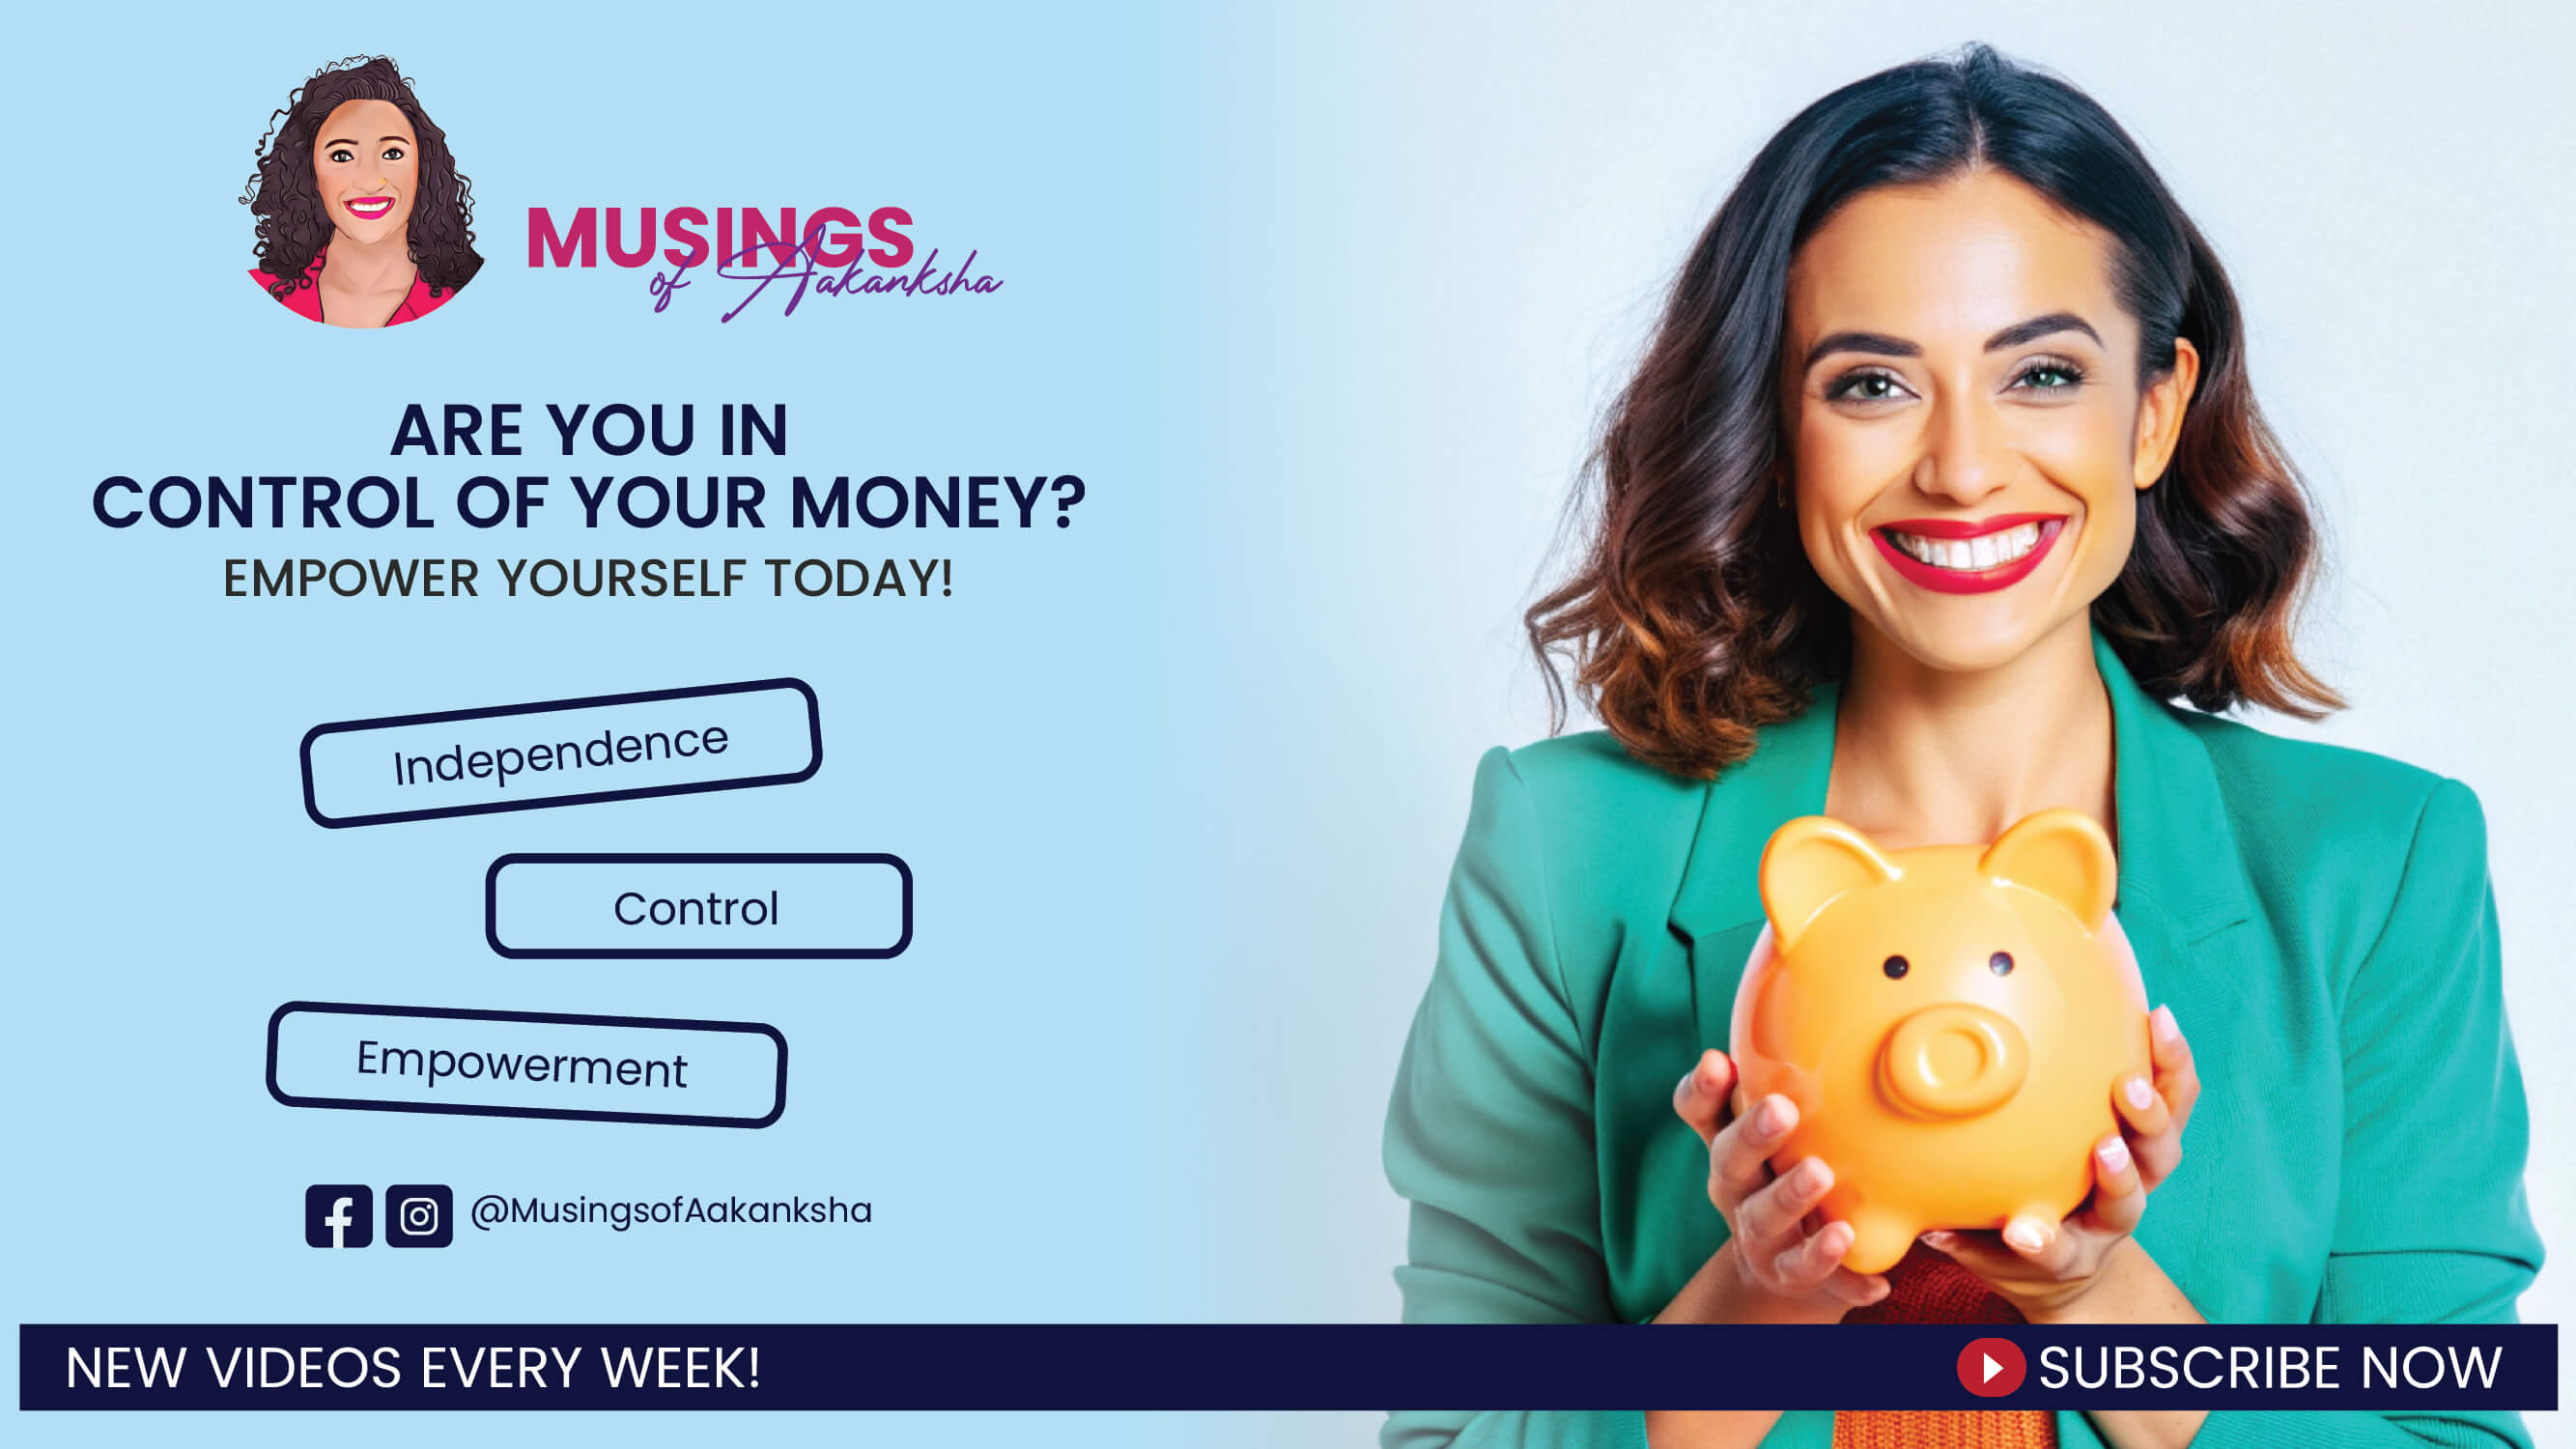 MUSINGS
of Aakanksha
ARE YOU IN
CONTROL OF YOUR MONEY?
EMPOWER YOURSELF TODAY!
Independence
Control
Empowerment
@MusingsofAakanksha
NEW VIDEOS EVERY WEEK!
SUBSCRIBE NOW